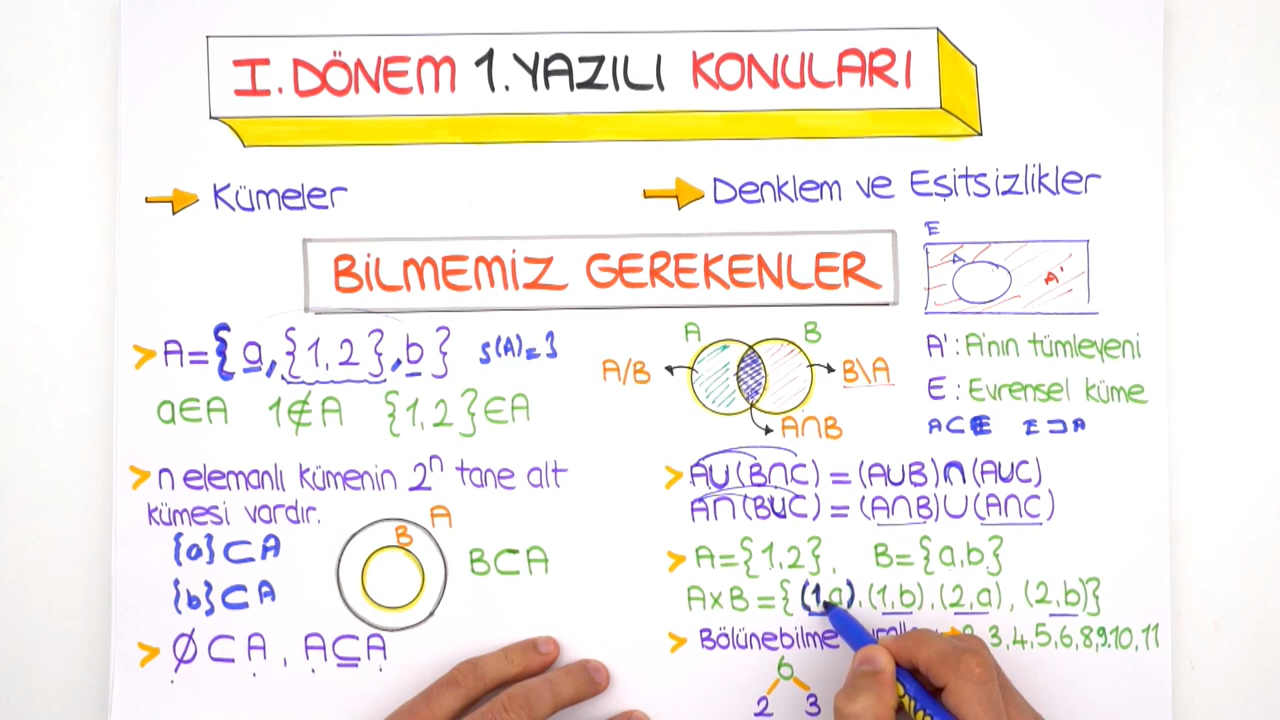 I. DÖNEM 1. YAZILI KONULARI
Kümeler
Denklem ve Eşitsizlikler
BİLMEMİZ GEREKENLER
E
A
A'
> A={a,{1,2},b} s(A)=3
a∈A 1∉A {1,2}∈A
A B
A/B B\A
A∩B
A': A'nın tümleyeni
E : Evrensel küme
A⊂E E⊃A
> n elemanlı kümenin 2ⁿ tane alt
kümesi vardır.
{a}⊂A
{b}⊂A
A
B
B⊂A
> ∅⊂A, A⊆A
> A∪(B∩C)=(A∪B)∩(A∪C)
A∩(B∪C)=(A∩B)∪(A∩C)
> A={1,2}, B={a,b}
AxB={(1,a),(1,b),(2,a),(2,b)}
> Bölünebilme 3,4,5,6,8,9,10,11
6
2 3